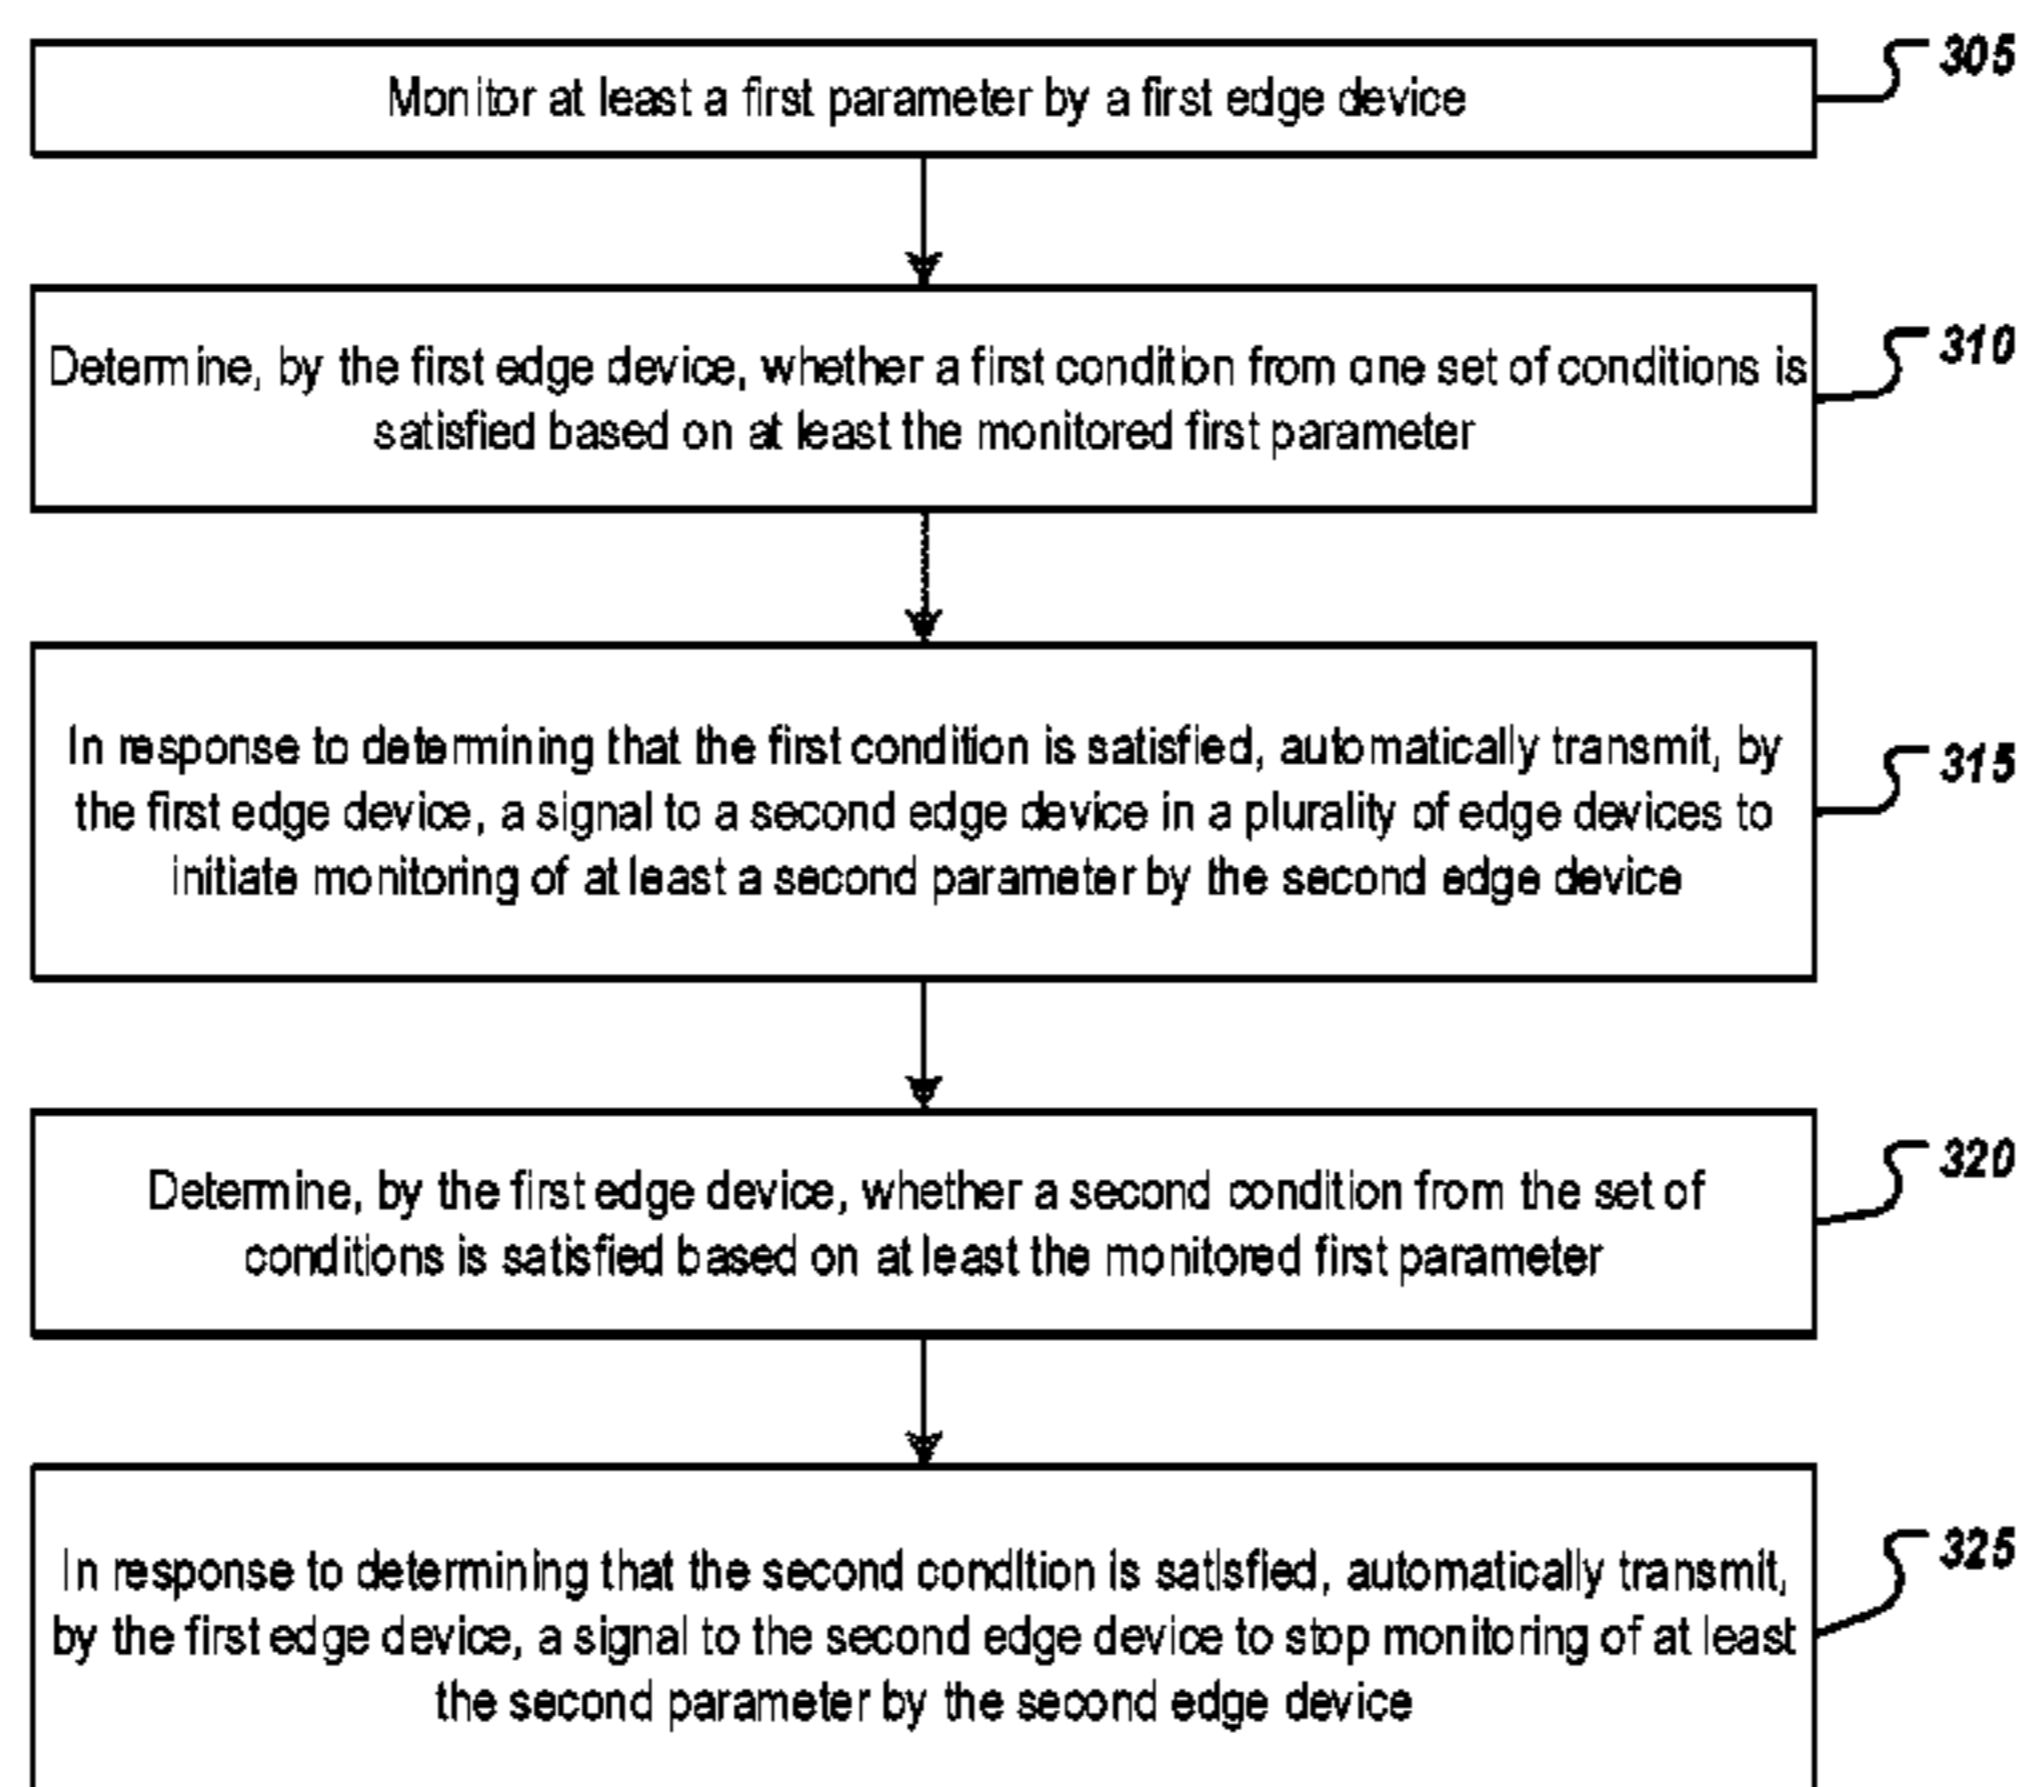 Monitor at least a first parameter by a first edge device
305
Determine, by the first edge device, whether a first condition from one set of conditions is
satisfied based on at least the monitored first parameter
310
In response to determining that the first condition is satisfied, automatically transmit, by
the first edge device, a signal to a second edge device in a plurality of edge devices to
initiate monitoring of at least a second parameter by the second edge device
315
Determine, by the first edge device, whether a second condition from the set of
conditions is satisfied based on at least the monitored first parameter
320
In response to determining that the second condition is satisfied, automatically transmit,
by the first edge device, a signal to the second edge device to stop monitoring of at least
the second parameter by the second edge device
325